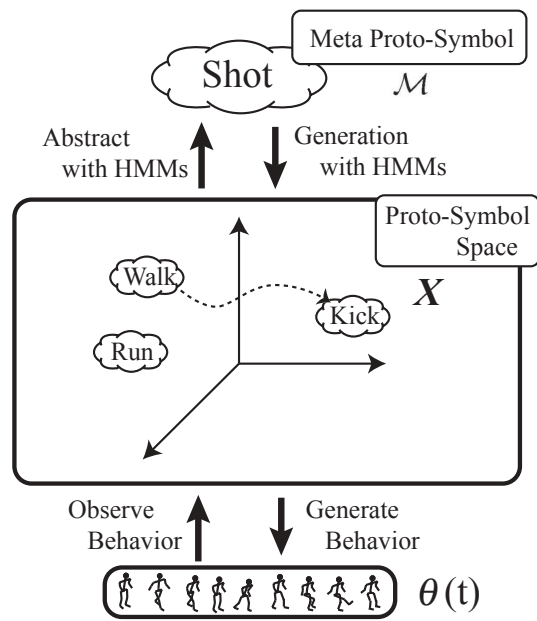 Meta Proto-Symbol
Shot
ℳ
Abstract
with HMMs
Generation
with HMMs
Proto-Symbol
Space
X
Walk
Kick
Run
Observe
Behavior
Generate
Behavior
θ(t)